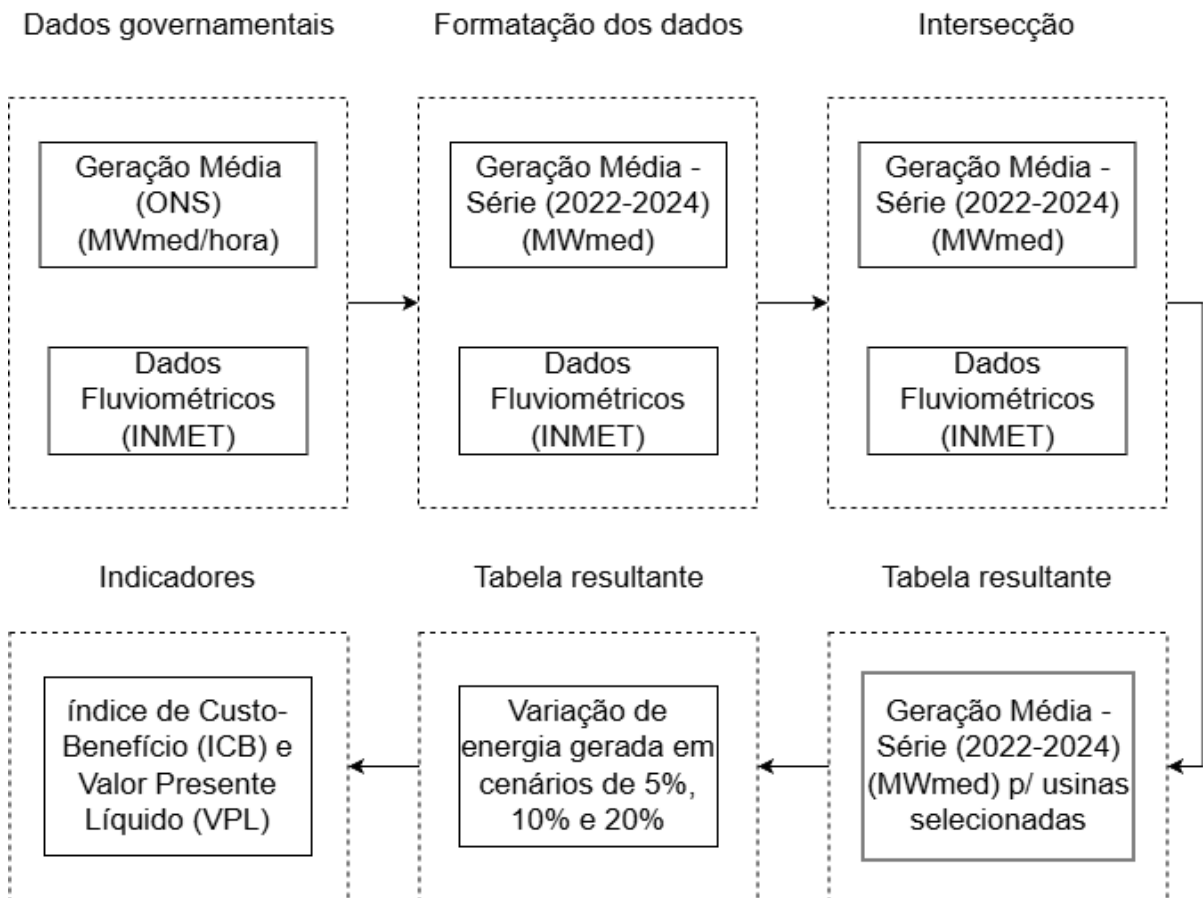 Dados governamentais
Formatação dos dados
Intersecção
Geração Média
(ONS)
(MWmed/hora)
Dados
Fluviométricos
(INMET)
Geração Média -
Série (2022-2024)
(MWmed)
Dados
Fluviométricos
(INMET)
Geração Média -
Série (2022-2024)
(MWmed)
Dados
Fluviométricos
(INMET)
Indicadores
Tabela resultante
Tabela resultante
índice de Custo-
Benefício (ICB) e
Valor Presente
Líquido (VPL)
Variação de
energia gerada em
cenários de 5%,
10% e 20%
Geração Média -
Série (2022-2024)
(MWmed) p/ usinas
selecionadas